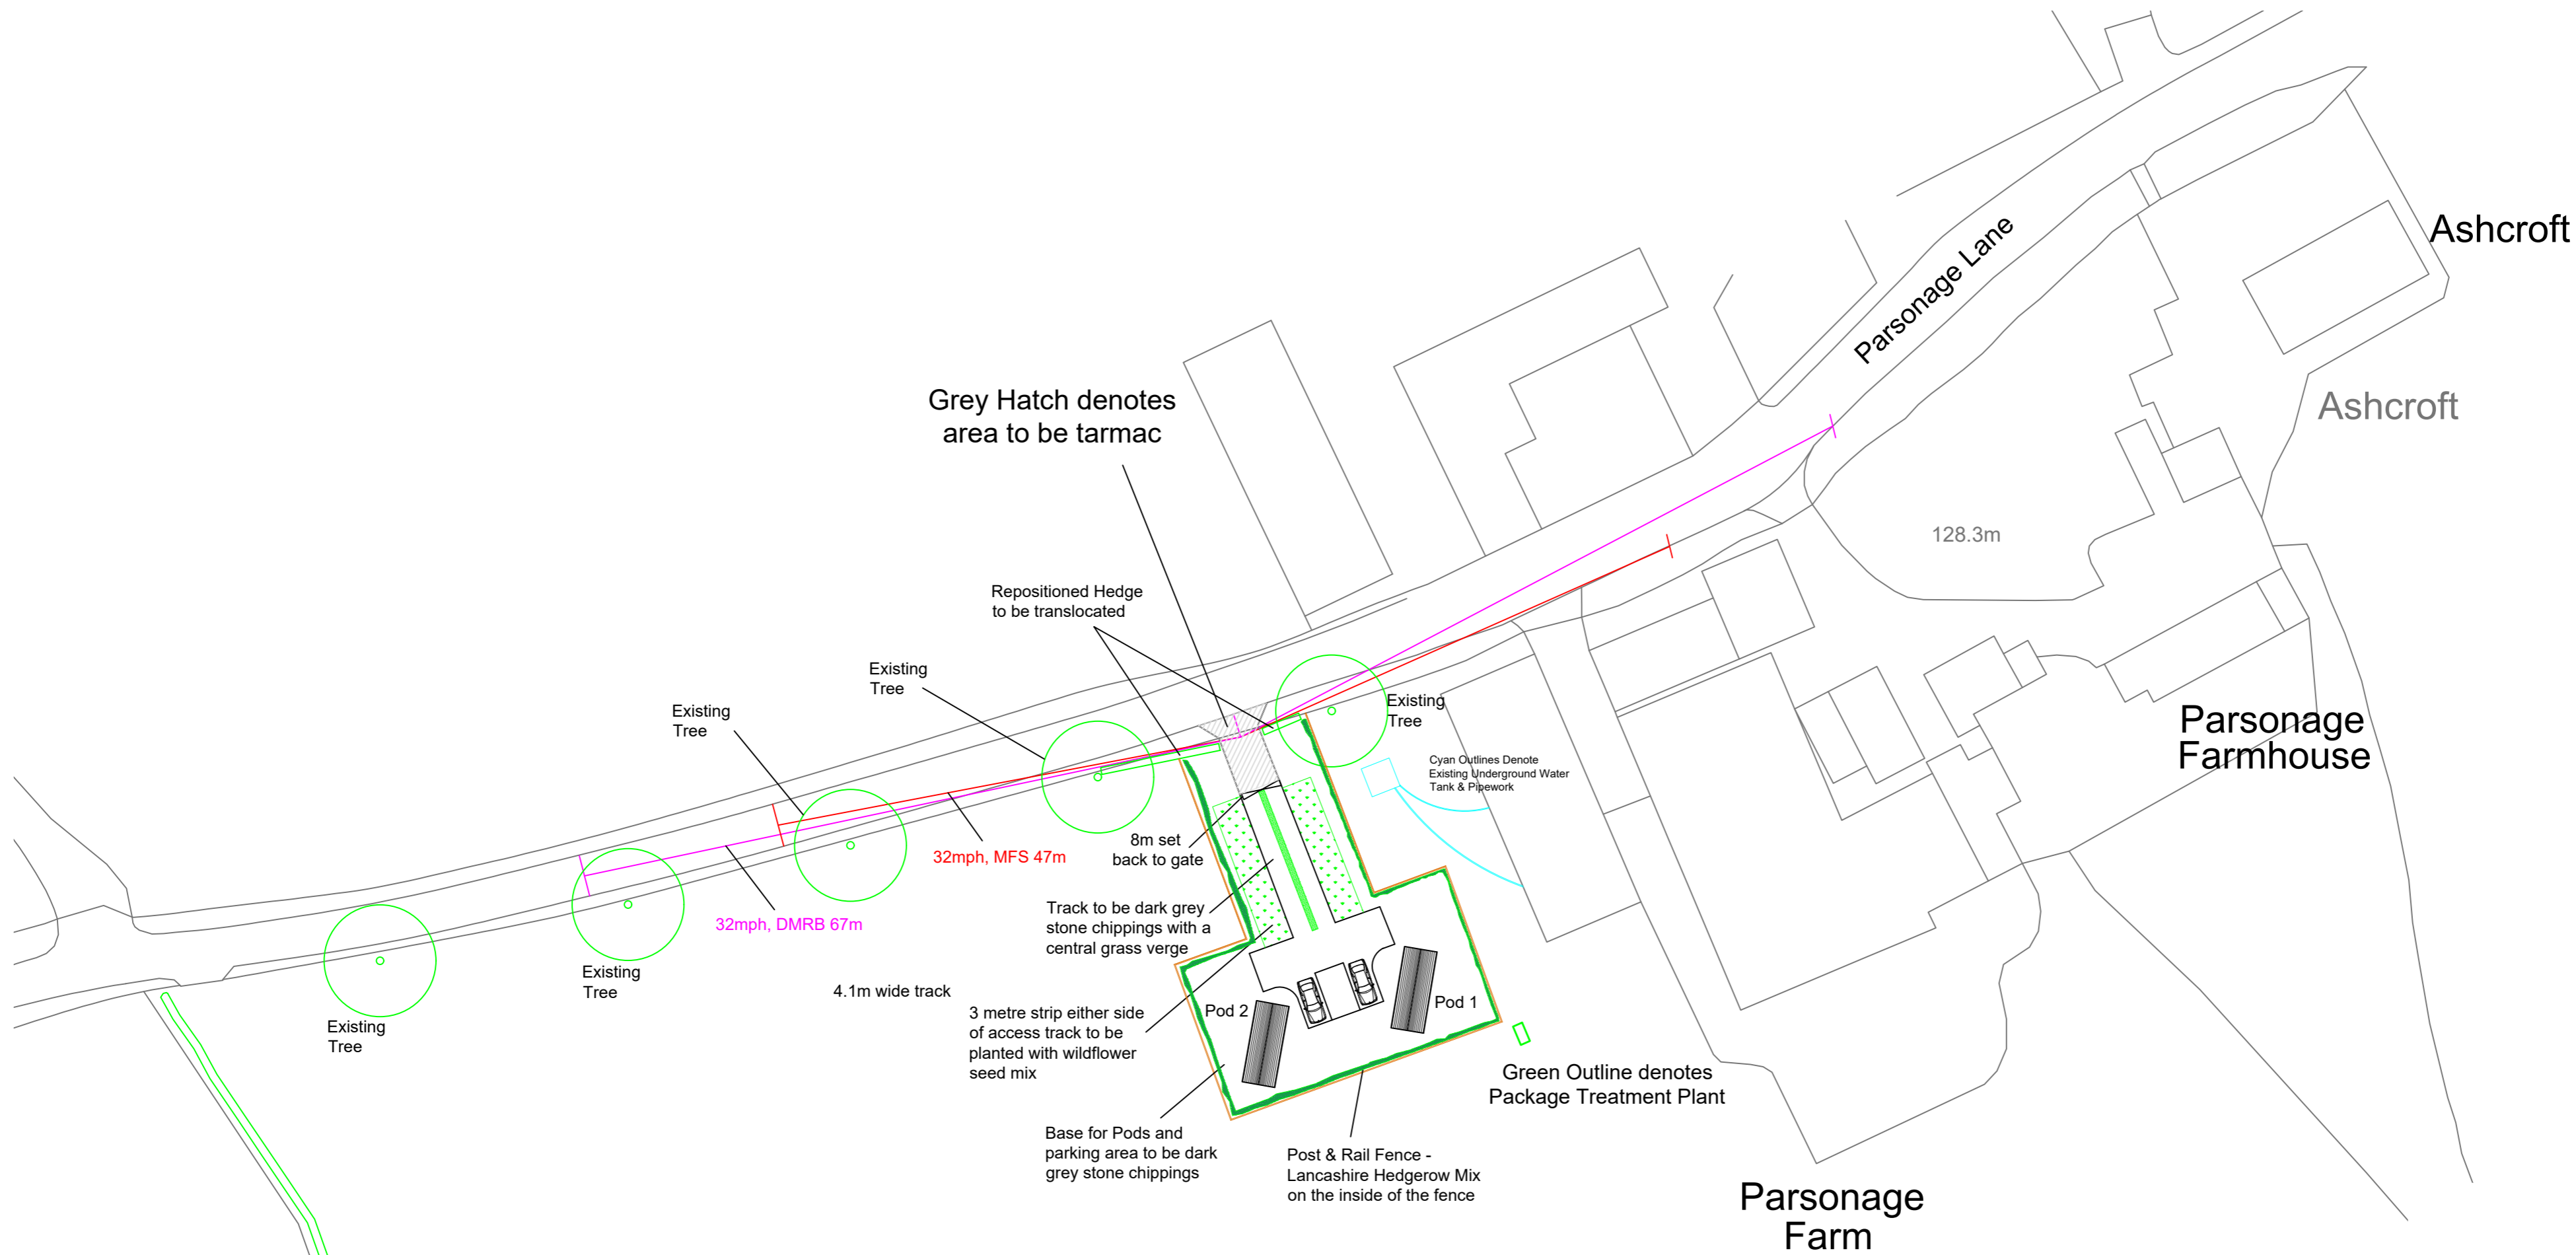 Ashcroft
Parsonage Lane
Grey Hatch denotes
area to be tarmac
Ashcroft
128.3m
Repositioned Hedge
to be translocated
Existing
Tree
Existing
Tree
Existing
Tree
Cyan Outlines Denote
Existing Underground Water
Tank & Pipework
Parsonage
Farmhouse
8m set
back to gate
32mph, MFS 47m
32mph, DMRB 67m
Track to be dark grey
stone chippings with a
central grass verge
Existing
Tree
4.1m wide track
Existing
Tree
3 metre strip either side
of access track to be
planted with wildflower
seed mix
Pod 2
Pod 1
Green Outline denotes
Package Treatment Plant
Base for Pods and
parking area to be dark
grey stone chippings
Post & Rail Fence -
Lancashire Hedgerow Mix
on the inside of the fence
Parsonage
Farm